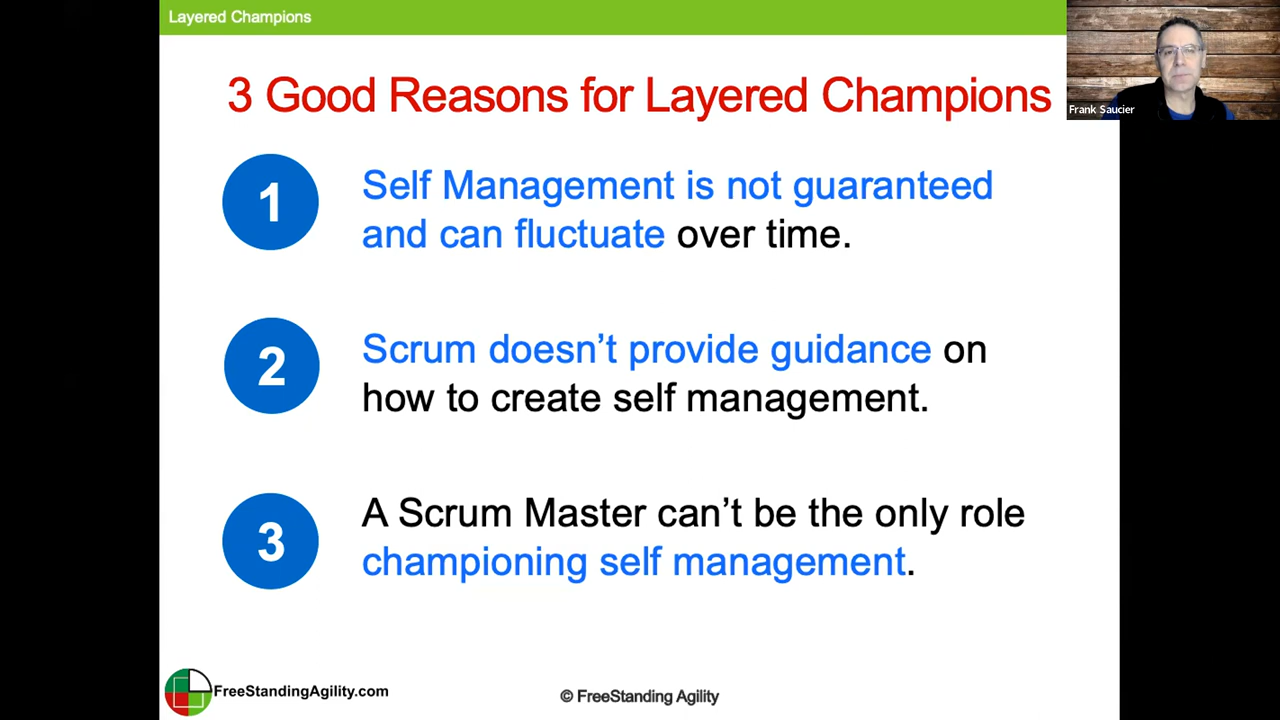 Layered Champions
3 Good Reasons for Layered Champions
Frank Saucier
1
Self Management is not guaranteed
and can fluctuate over time.
2
Scrum doesn’t provide guidance on
how to create self management.
3
A Scrum Master can’t be the only role
championing self management.
FreeStandingAgility.com
© FreeStanding Agility